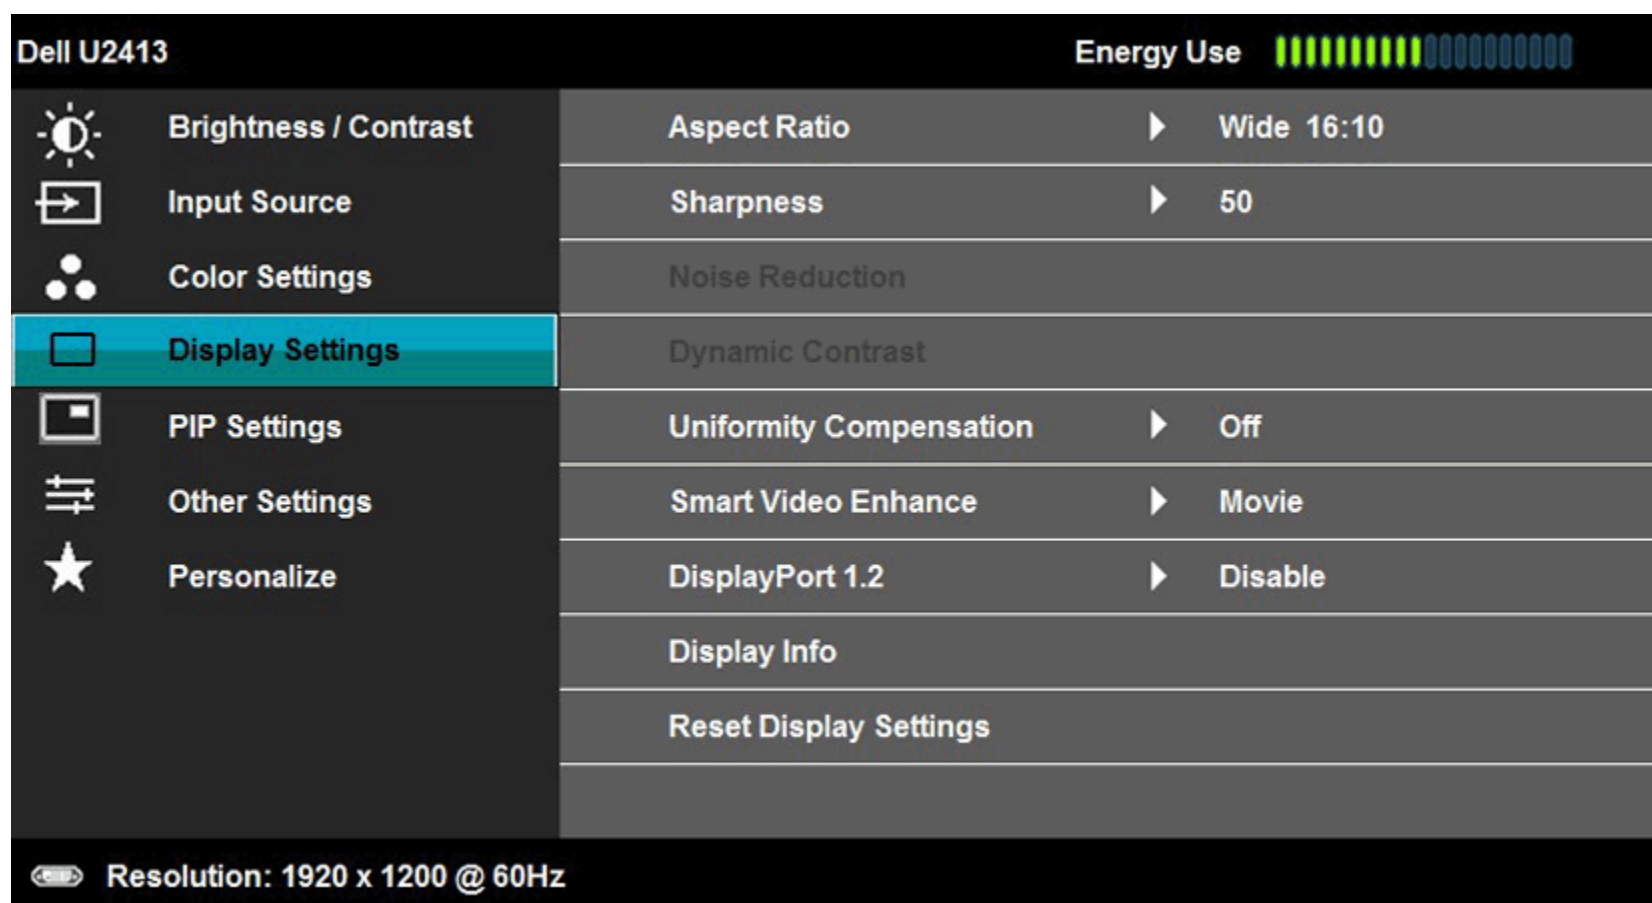 Dell U2413 Energy Use
Brightness / Contrast Aspect Ratio Wide 16:10
Input Source Sharpness 50
Color Settings Noise Reduction
Display Settings Dynamic Contrast
PIP Settings Uniformity Compensation Off
Other Settings Smart Video Enhance Movie
Personalize DisplayPort 1.2 Disable
Display Info
Reset Display Settings
Resolution: 1920 x 1200 @ 60Hz